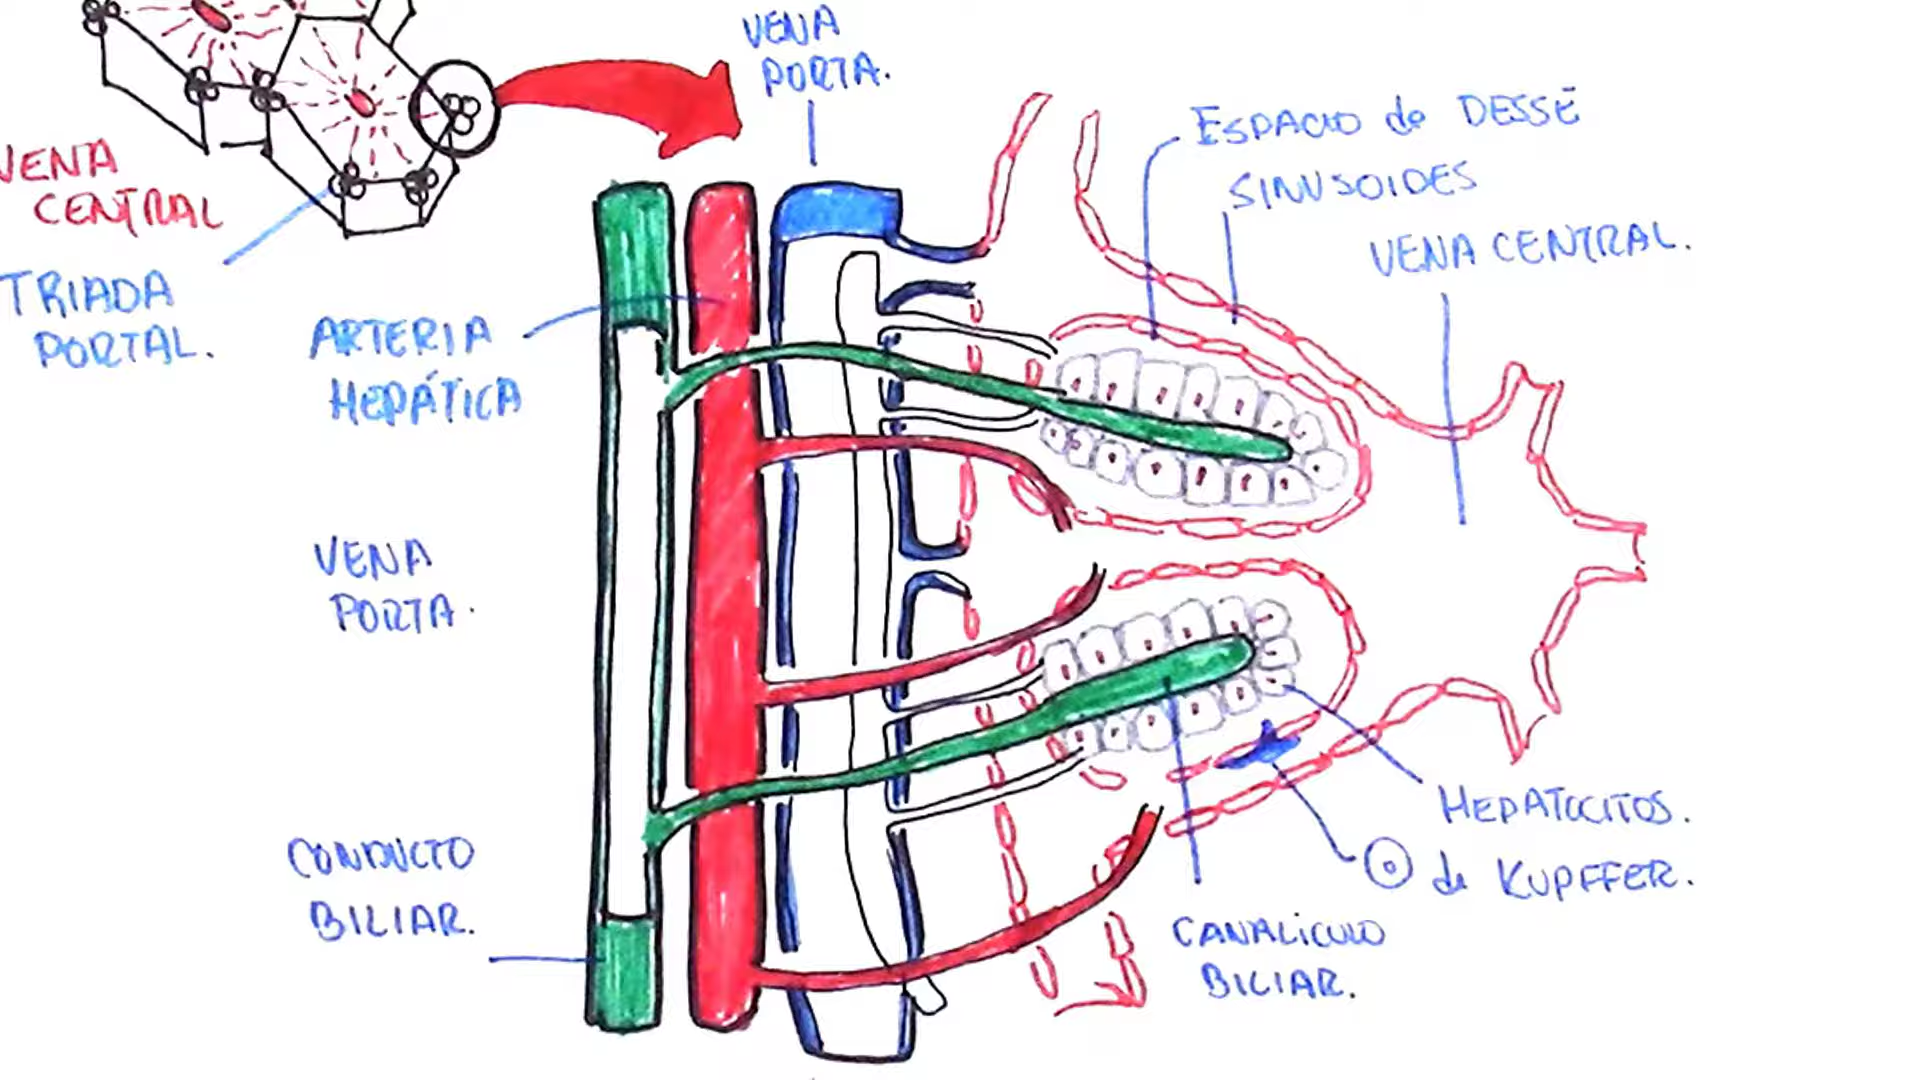 VENA
PORTA.
ESPACIO de DESSE
SINUSOIDES
VENA CENTRAL.
VENA
CENTRAL
TRIADA
PORTAL.
ARTERIA
HEPÁTICA
VENA
PORTA.
CONDUCTO
BILIAR.
HEPATOCITOS.
de KUPFFER.
CANALICULO
BILIAR.